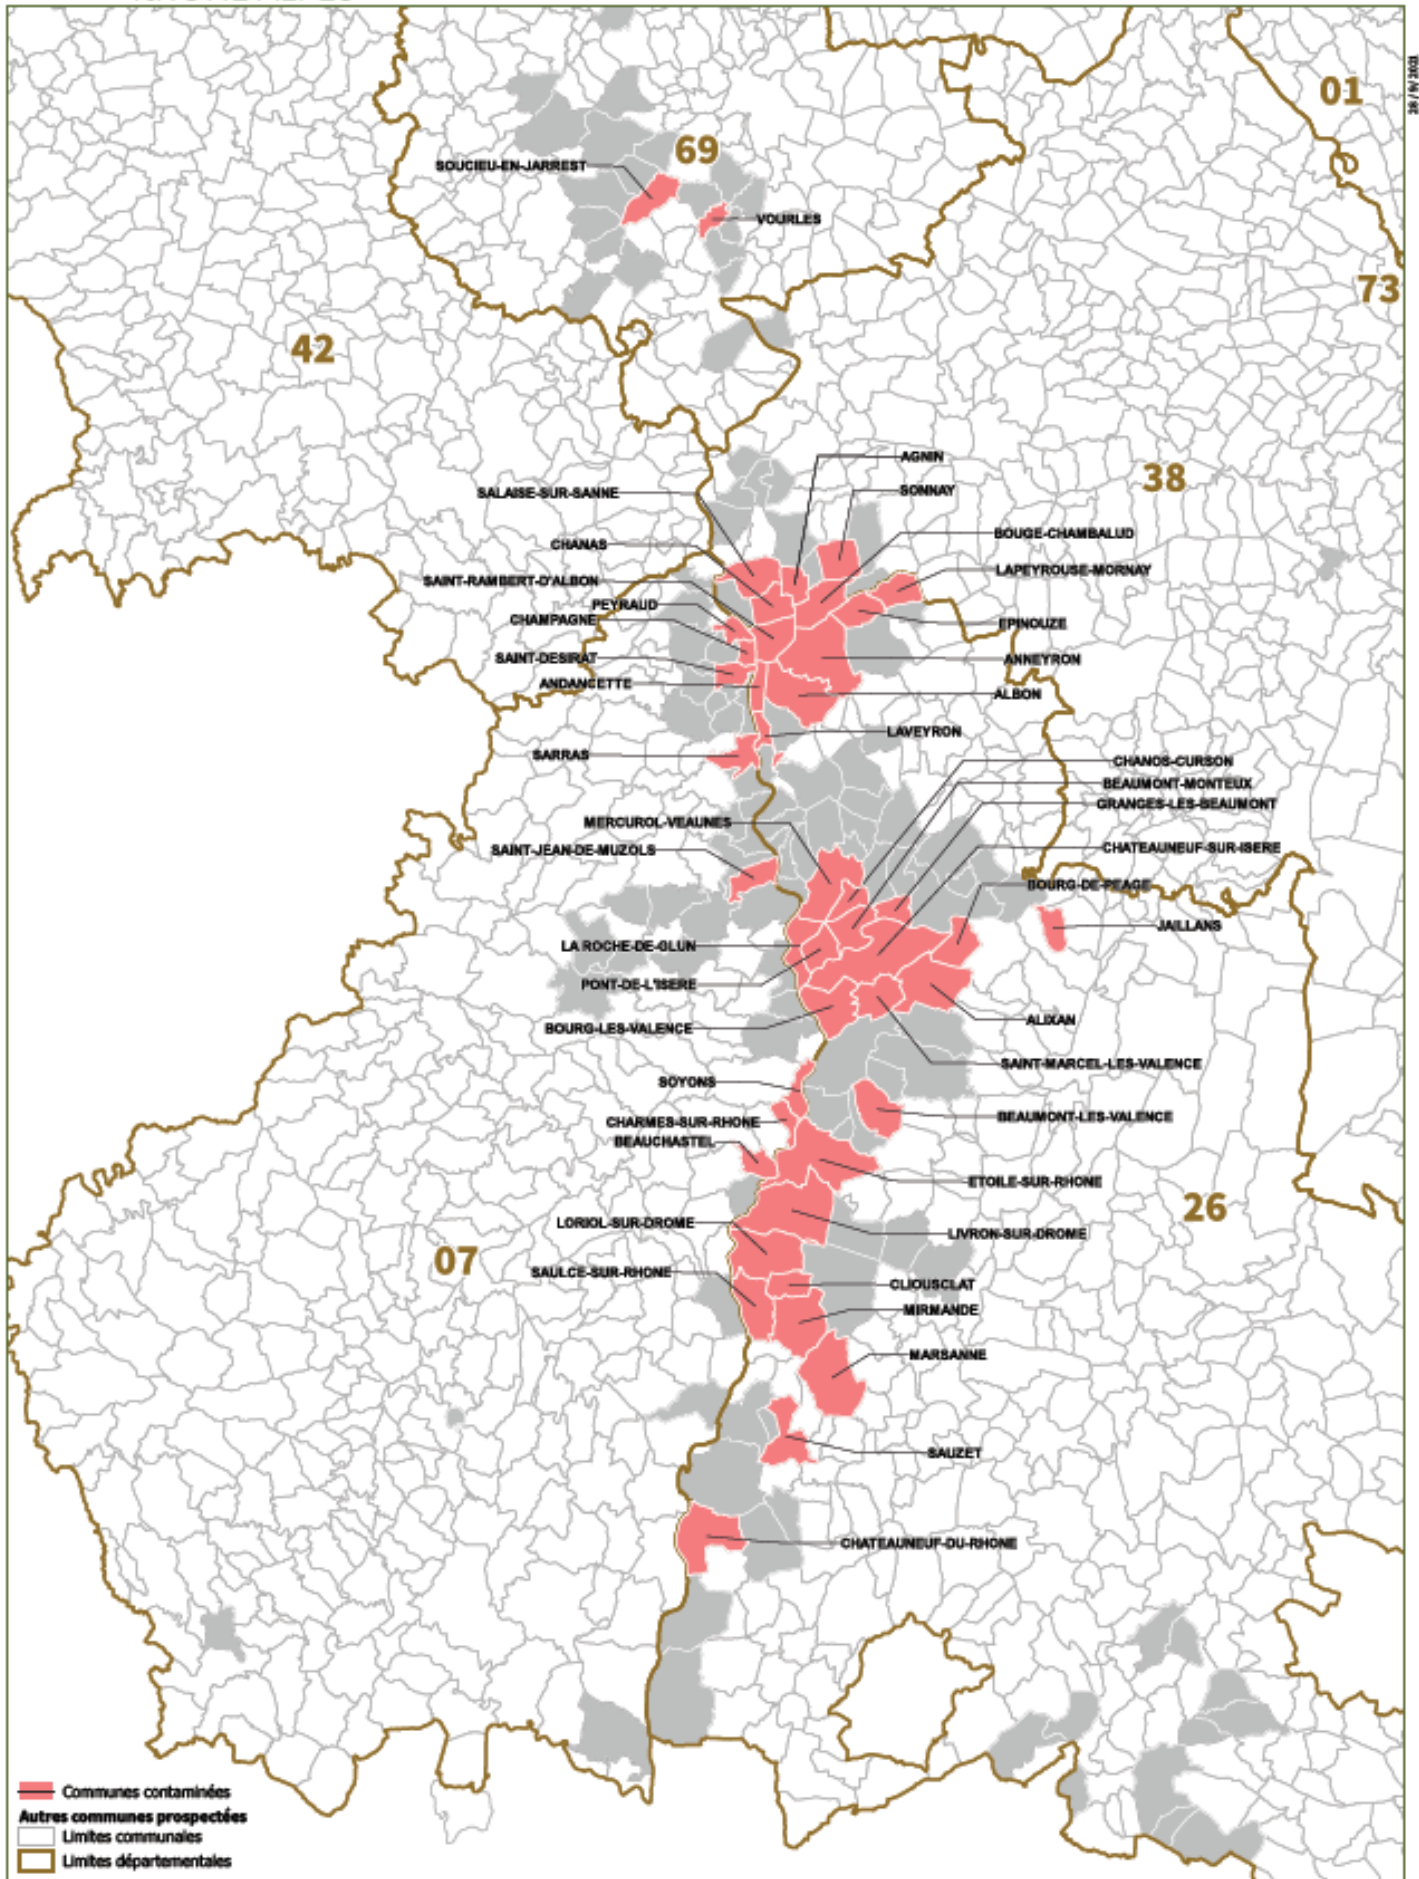 28/9/2021
01
69
SOUCIEU-EN-JARREST
VOURLES
73
42
AGNIN
38
SALAISE-SUR-SANNE
SONNAY
BOUGE-CHAMBALUD
CHANAS
LAPEYROUSE-MORNAY
SAINT-RAMBERT-D'ALBON
PEYRAUD
CHAMPAGNE
EPINOUZE
SAINT-DESIRAT
ANNEYRON
ANDANCETTE
ALBON
LAVEYRON
SARRAS
CHANOS-CURSON
BEAUMONT-MONTEUX
GRANGES-LES-BEAUMONT
MERCUROL-VEAUNES
SAINT-JEAN-DE-MUZOLS
CHATEAUNEUF-SUR-ISERE
BOURG-DE-PEAGE
JAILLANS
LA ROCHE-DE-GLUN
PONT-DE-L'ISERE
ALIXAN
BOURG-LES-VALENCE
SAINT-MARCEL-LES-VALENCE
SOYONS
BEAUMONT-LES-VALENCE
CHARMES-SUR-RHONE
BEAUCHASTEL
ETOILE-SUR-RHONE
26
LORIOL-SUR-DROME
LIVRON-SUR-DROME
07
SAULCE-SUR-RHONE
CLIOUSCLAT
MIRMANDE
MARSANNE
SAUZET
CHATEAUNEUF-DU-RHONE
Communes contaminées
Autres communes prospectées
Limites communales
Limites départementales